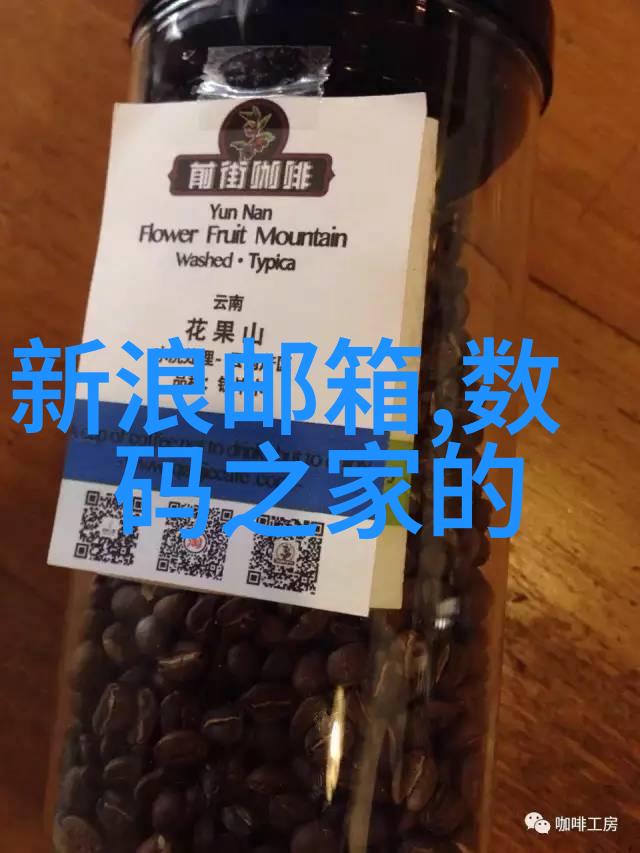 前街咖啡
Yun Nan
Flower Fruit Mountain
Washed • Typica
云南
花果山
新浪邮箱,数
码之家的
咖啡工房